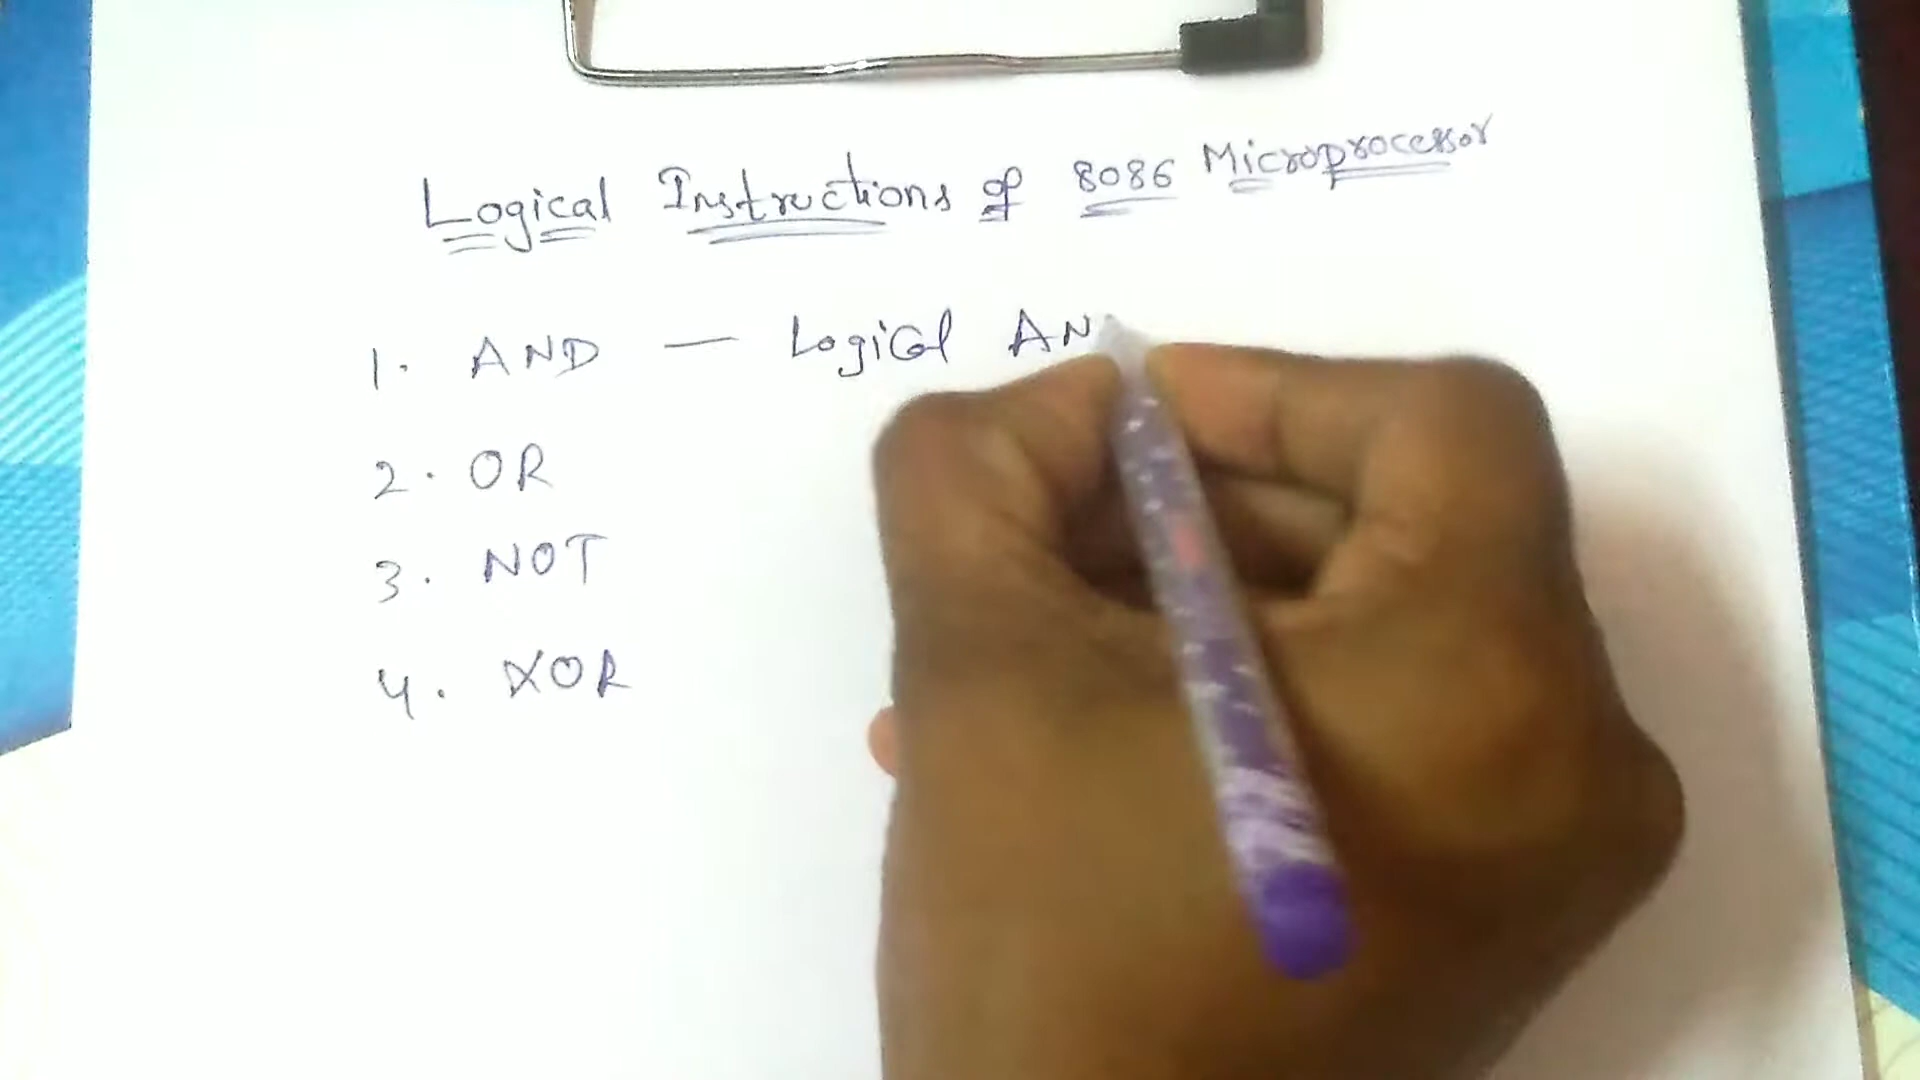 Logical Instructions of 8086 Microprocessor
1. AND — Logical AN
2. OR
3. NOT
4. XOR